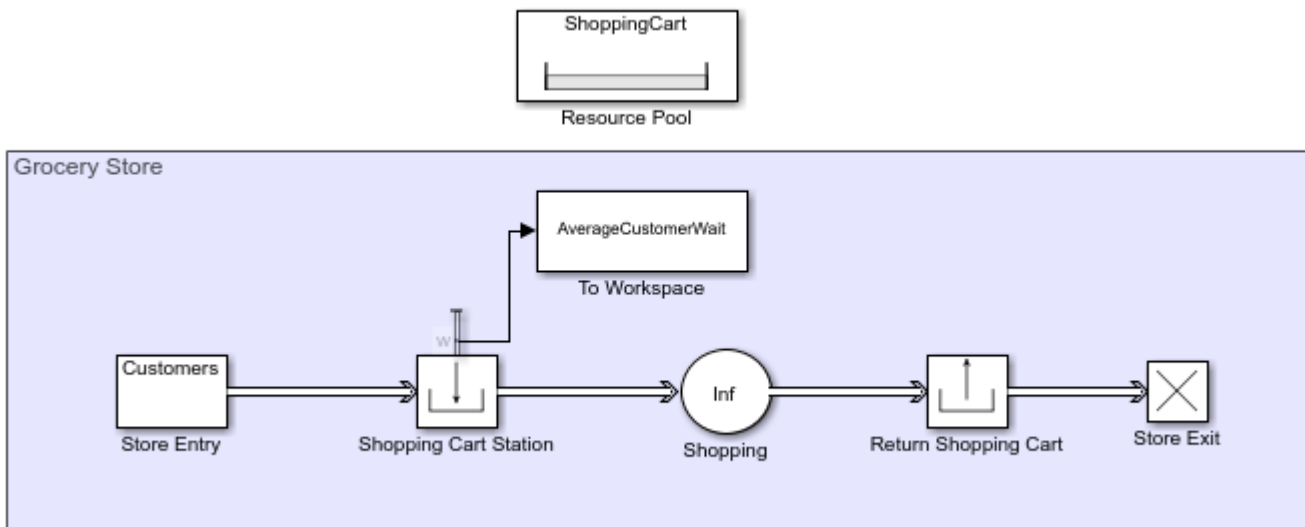 ShoppingCart
Resource Pool
Grocery Store
AverageCustomerWait
To Workspace
w
Customers
Inf
Store Entry
Shopping Cart Station
Shopping
Return Shopping Cart
Store Exit